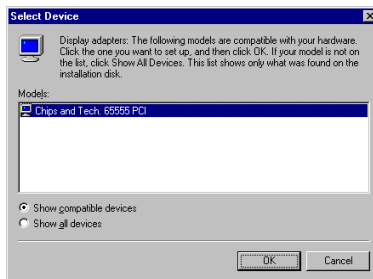 Select Device
Display adapters: The following models are compatible with your hardware.
Click the one you want to set up, and then click OK. If your model is not on
the list, click Show All Devices. This list shows only what was found on the
installation disk.
Models:
Chips and Tech. 65555 PCI
Show compatible devices
Show all devices
OK
Cancel